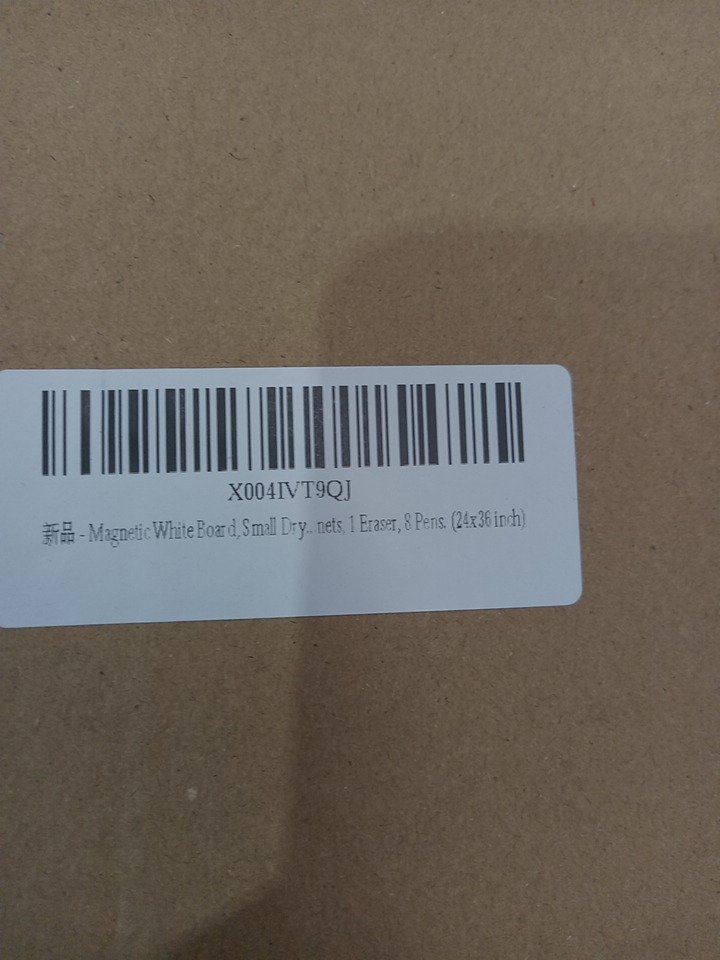 X004IVT9QJ
新品 - Magnetic White Board, Small Dry... nets, 1 Eraser, 8 Pens. (24x36 inch)